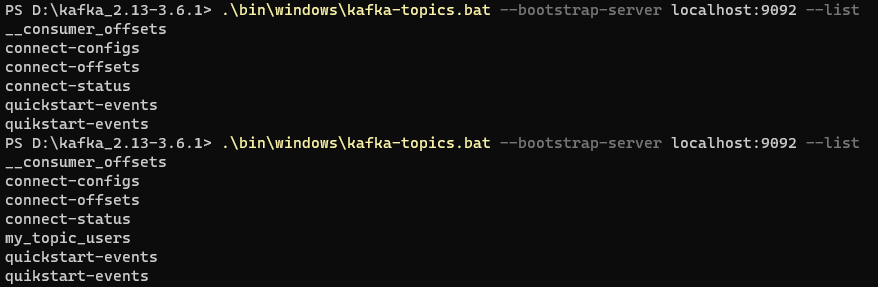 PS D:\kafka_2.13-3.6.1> .\bin\windows\kafka-topics.bat --bootstrap-server localhost:9092 --list
__consumer_offsets
connect-configs
connect-offsets
connect-status
quickstart-events
quikstart-events
PS D:\kafka_2.13-3.6.1> .\bin\windows\kafka-topics.bat --bootstrap-server localhost:9092 --list
__consumer_offsets
connect-configs
connect-offsets
connect-status
my_topic_users
quickstart-events
quikstart-events